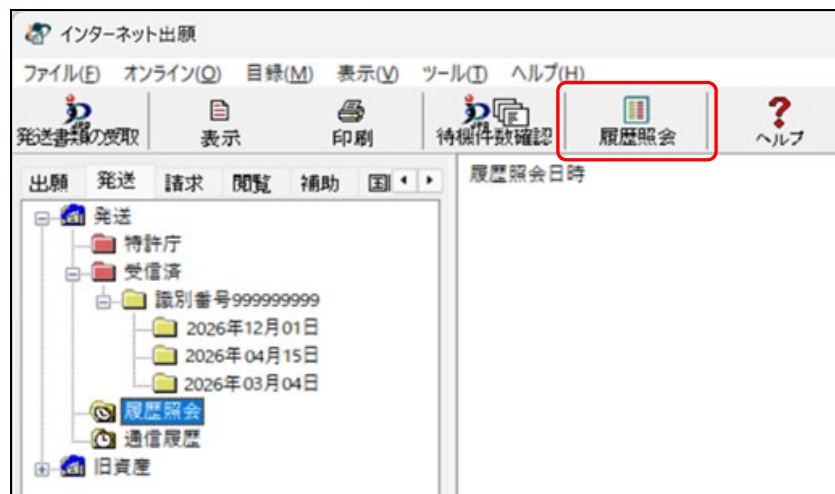 インターネット出願
ファイル(F) オンライン(O) 目録(M) 表示(V) ツール(T) ヘルプ(H)
発送書類の受取 表示 印刷 待機件数確認 履歴照会 ヘルプ
出願 発送 請求 閲覧 補助 国
履歴照会日時
発送
特許庁
受信済
識別番号999999999
2026年12月01日
2026年04月15日
2026年03月04日
履歴照会
通信履歴
旧資産